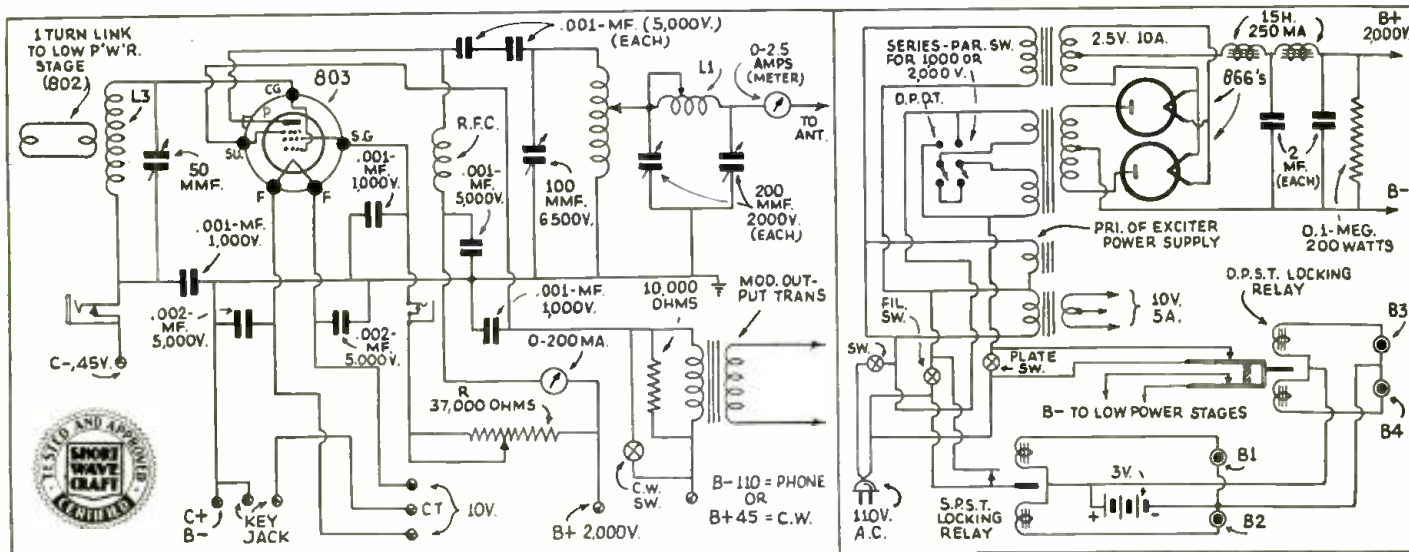 1 TURN LINK
TO LOW P'W'R.
STAGE
(802)
L3
50
MMF.
.001-MF.
1,000V.
803
CG
P
SU.
S.G
F
F
.001-
MF.
1,000V.
R.F.C.
.001-
MF.
5,000V.
.001-MF. (5,000V.)
(EACH)
100
MMF.
6500V.
L1
0-2.5
AMPS
(METER)
TO
ANT.
200
MMF.
2000V.
(EACH)
.002-
MF.
5,000V.
.002-
MF.
5,000V.
C-, 45V.
.001-MF.
1,000V.
0-200 MA.
10,000
OHMS
MOD. OUT-
PUT TRANS
R
37,000 OHMS
C.W.
SW.
B-110 = PHONE
OR
B+45 = C.W.
TESTED AND APPROVED
SHORT
WAVE
CRAFT
CERTIFIED
C+
B-
KEY
JACK
CT
10V.
B+ 2,000V.
SERIES-PAR. SW.
FOR 1000 OR
2,000 V.
D.P.D.T.
2.5V. 10A.
15H.
250 MA
B+
2,000V.
866's
2
MF.
(EACH)
B-
0.1-MEG.
200 WATTS
PRI. OF EXCITER
POWER SUPPLY
D.P.S.T. LOCKING
RELAY
FIL.
SW.
SW.
PLATE
SW.
10V.
5A.
B3
B4
B- TO LOW POWER STAGES
110V.
A.C.
S.P.S.T.
LOCKING
RELAY
3V.
+
-
B1
B2